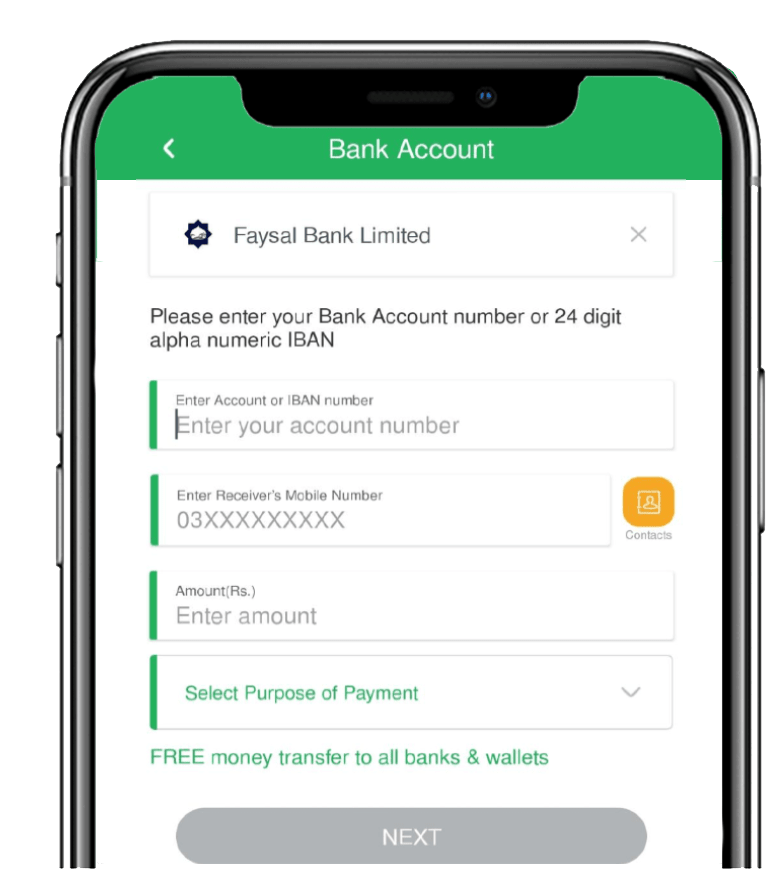 Bank Account
Faysal Bank Limited
Please enter your Bank Account number or 24 digit
alpha numeric IBAN
Enter Account or IBAN number
Enter your account number
Enter Receiver's Mobile Number
03XXXXXXXXX
Contacts
Amount(Rs.)
Enter amount
Select Purpose of Payment
FREE money transfer to all banks & wallets
NEXT